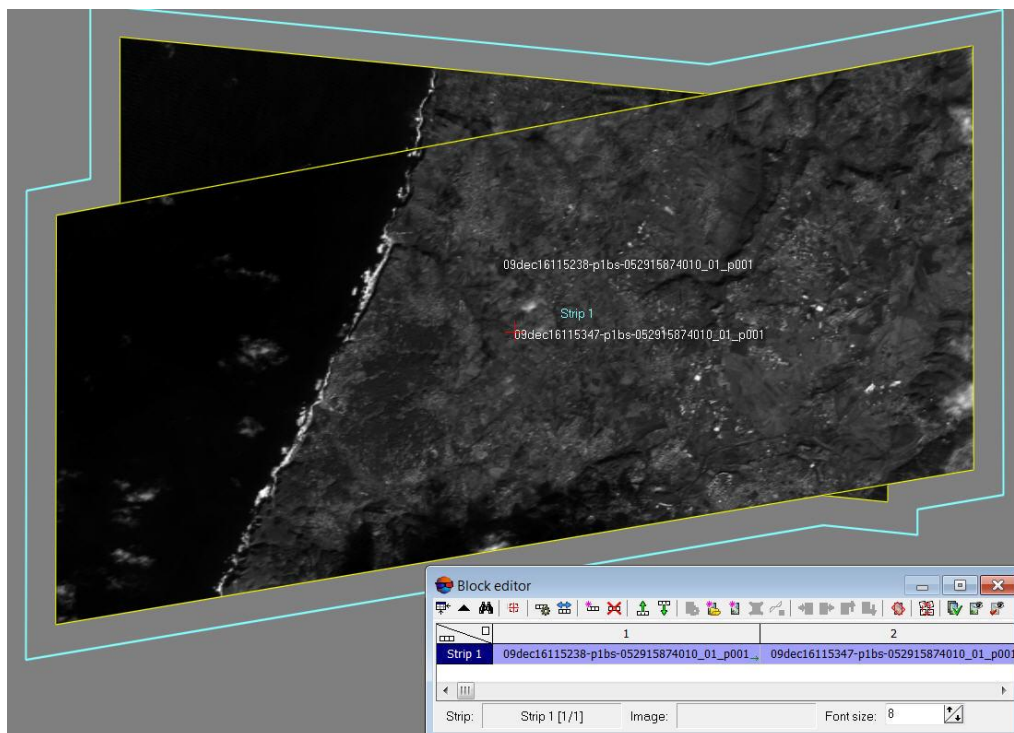 09dec16115238-p1bs-052915874010_01_p001
Strip 1
09dec16115347-p1bs-052915874010_01_p001
Block editor
1 2
Strip 1 09dec16115238-p1bs-052915874010_01_p001 09dec16115347-p1bs-052915874010_01_p001
Strip: Strip 1 [1/1] Image: Font size: 8